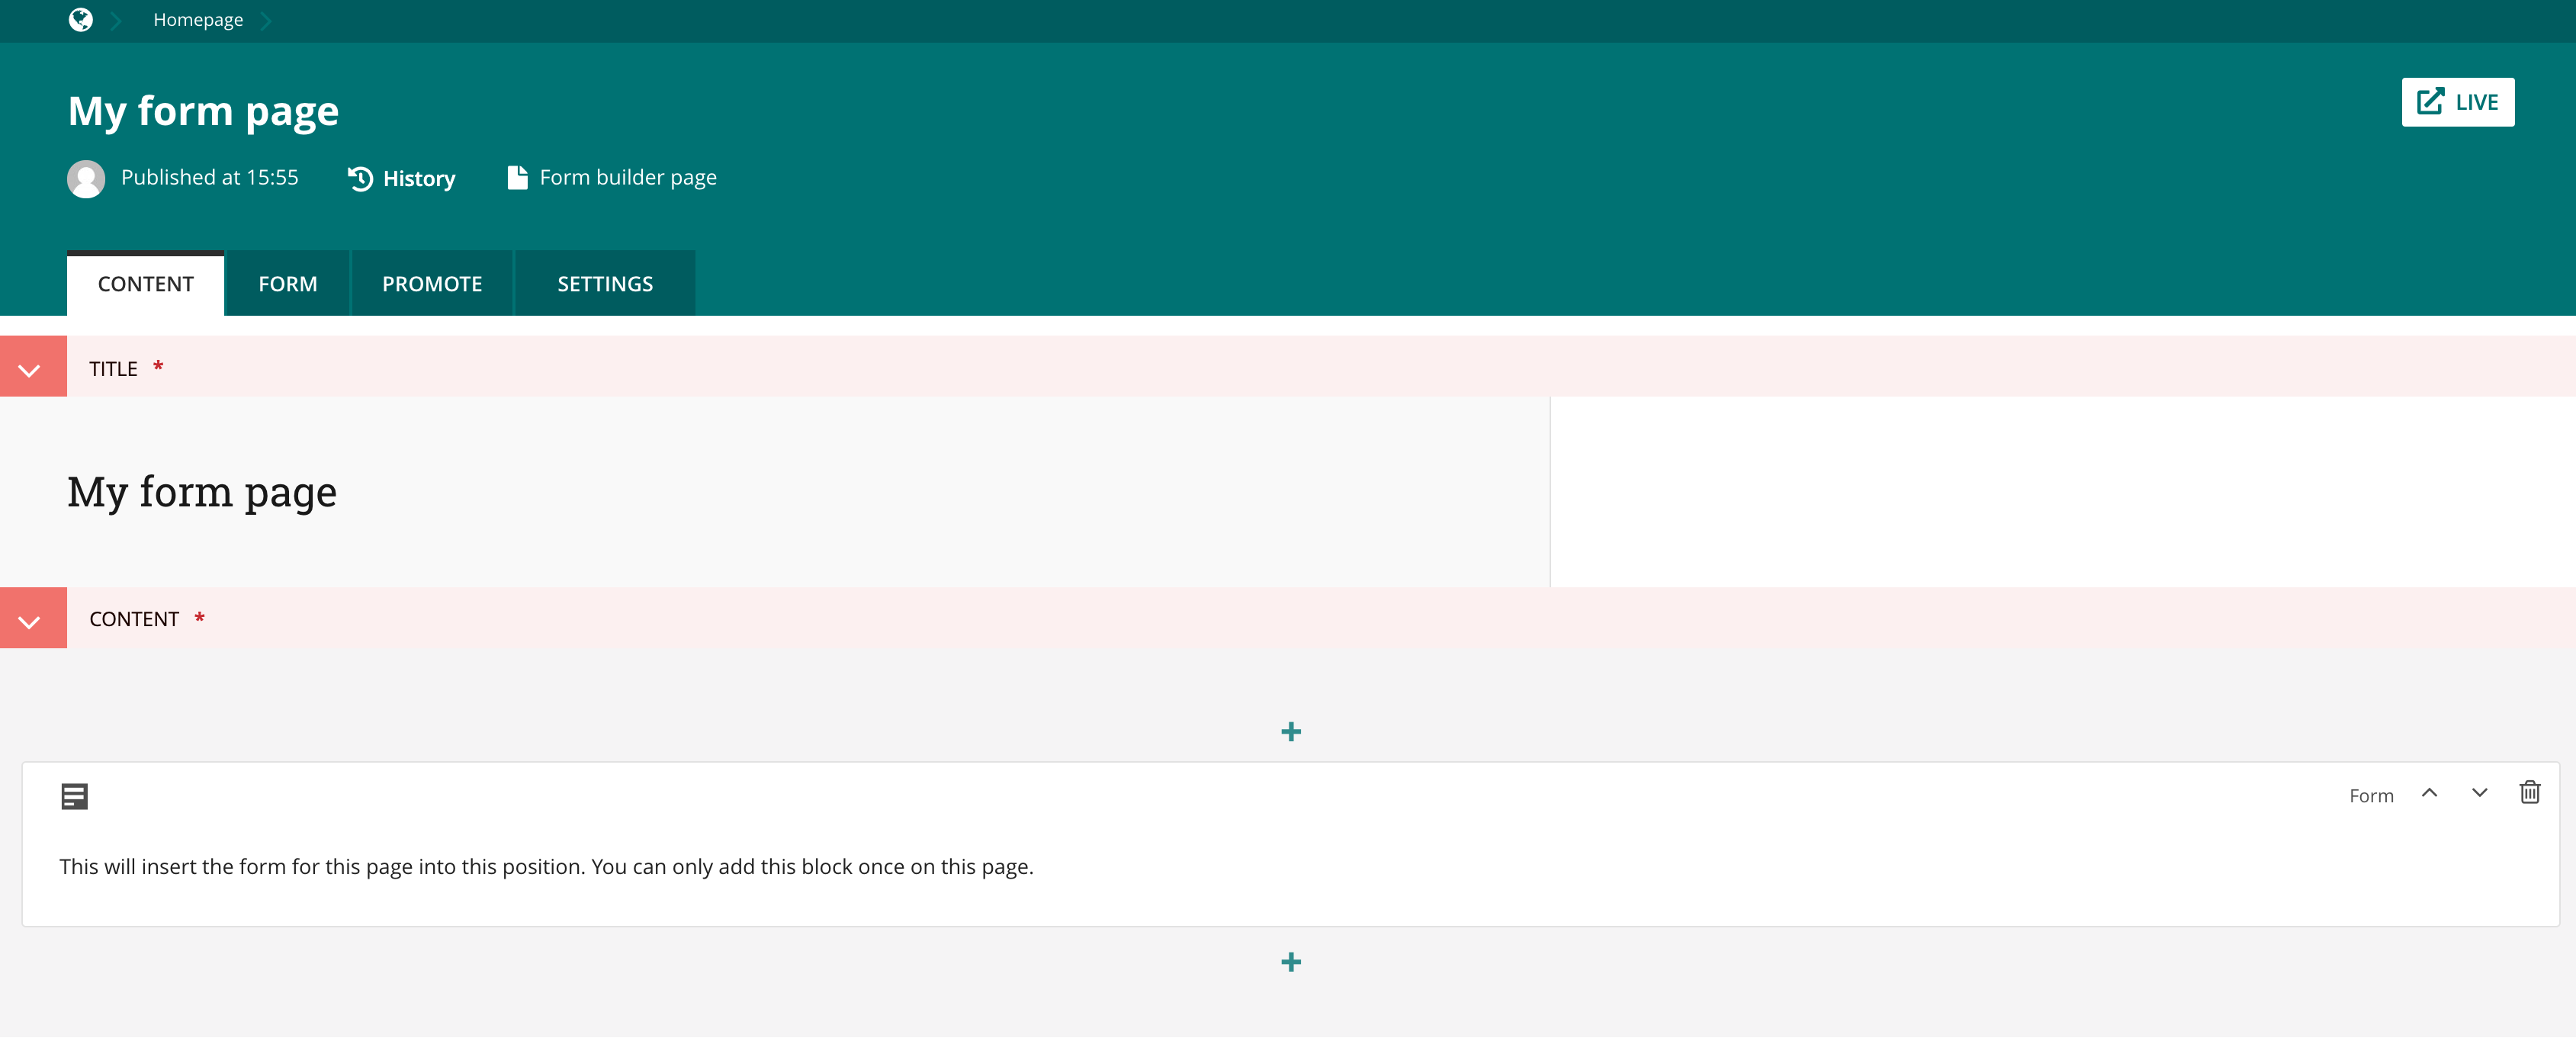 Homepage
My form page
LIVE
Published at 15:55 History Form builder page
CONTENT FORM PROMOTE SETTINGS
TITLE *
My form page
CONTENT *
Form
This will insert the form for this page into this position. You can only add this block once on this page.